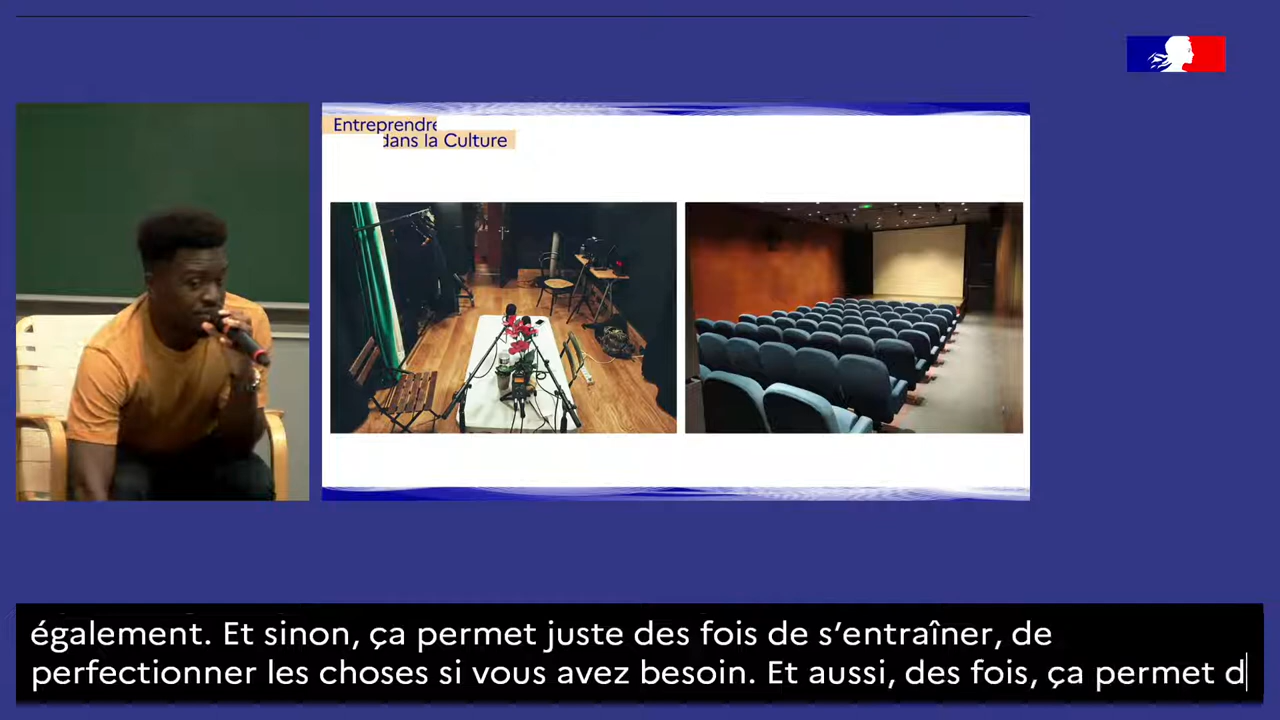 Entreprendre
dans la Culture
également. Et sinon, ça permet juste des fois de s’entraîner, de
perfectionner les choses si vous avez besoin. Et aussi, des fois, ça permet d